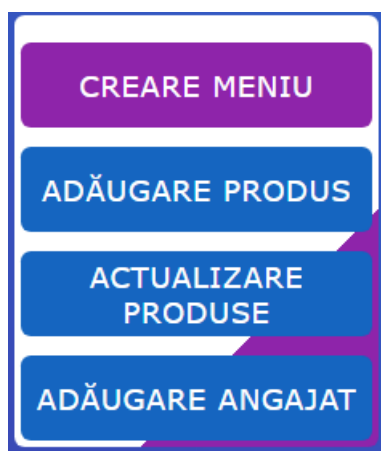 CREARE MENIU
ADĂUGARE PRODUS
ACTUALIZARE
PRODUSE
ADĂUGARE ANGAJAT